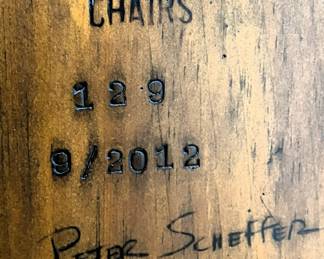 CHAIRS
129
9/2012
PETER SCHEFFER